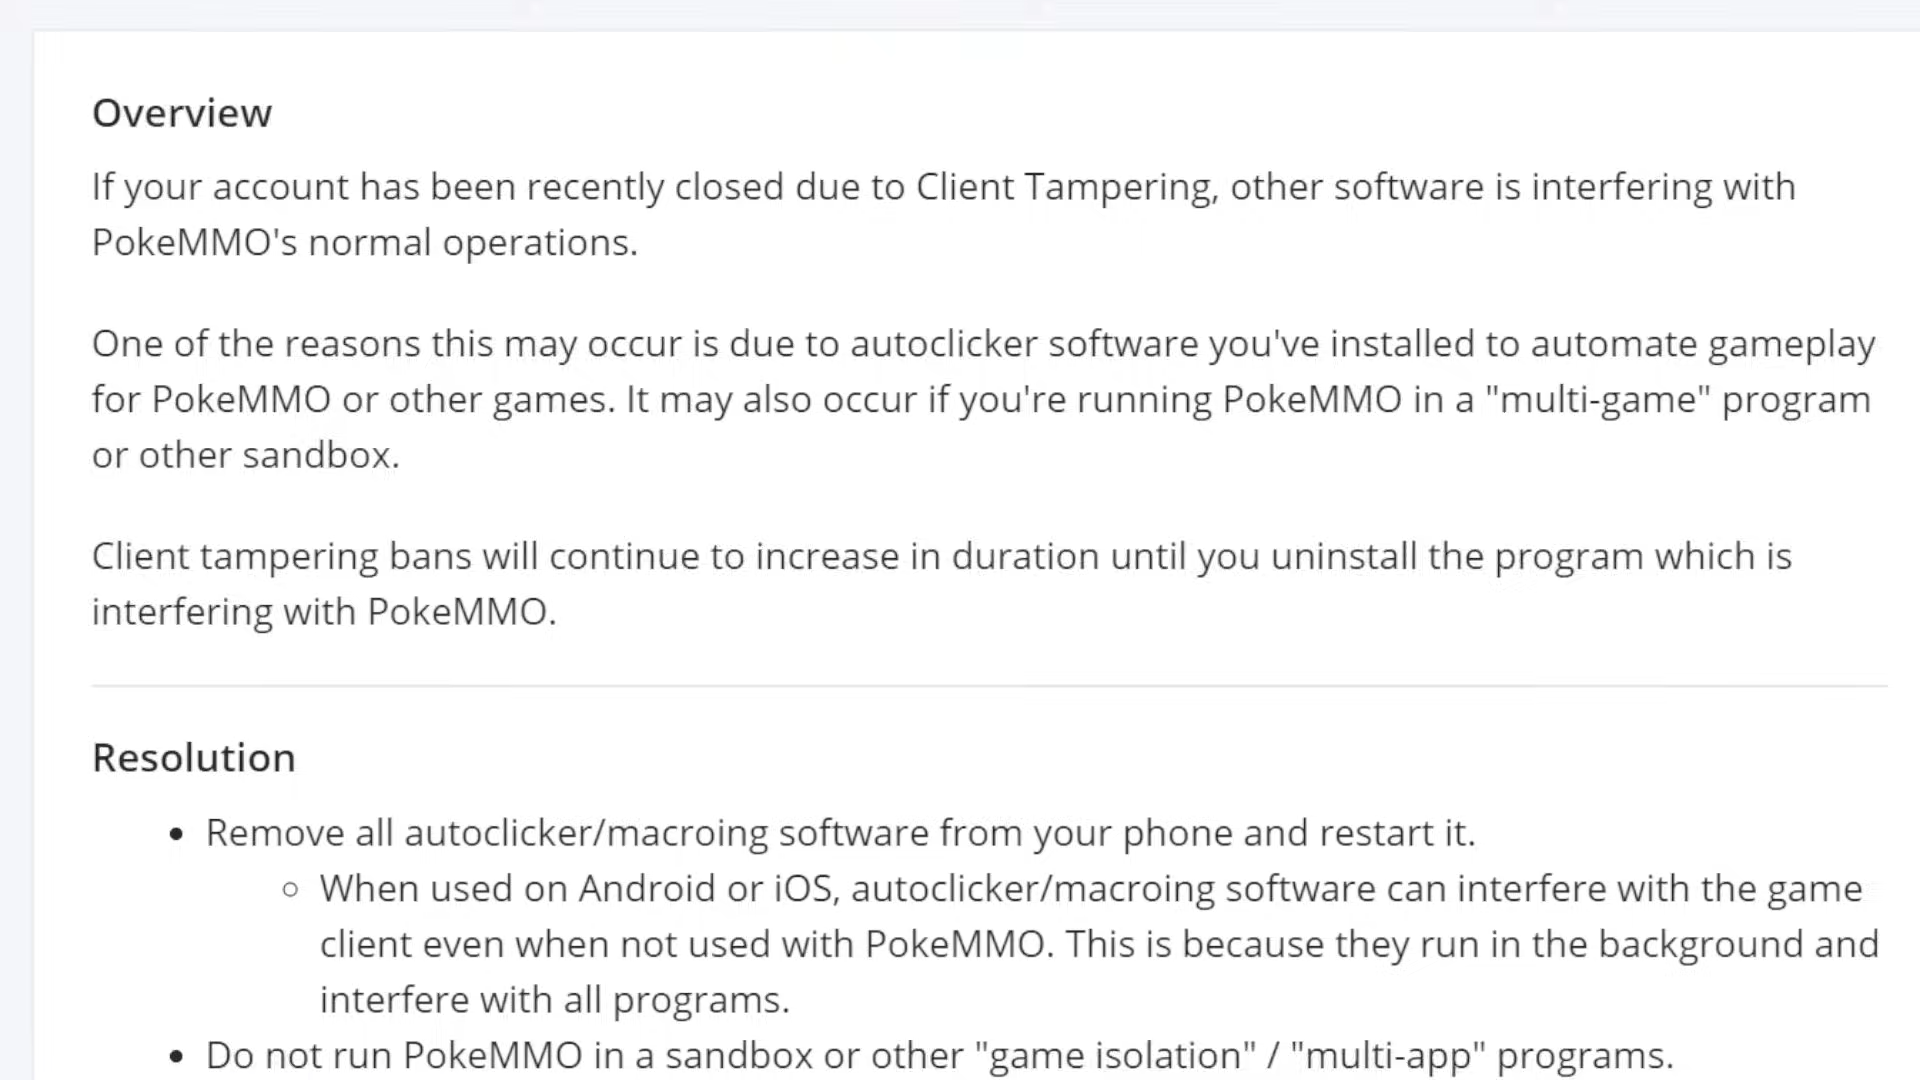 Overview
If your account has been recently closed due to Client Tampering, other software is interfering with
PokeMMO's normal operations.
One of the reasons this may occur is due to autoclicker software you've installed to automate gameplay
for PokeMMO or other games. It may also occur if you're running PokeMMO in a "multi-game" program
or other sandbox.
Client tampering bans will continue to increase in duration until you uninstall the program which is
interfering with PokeMMO.
Resolution
• Remove all autoclicker/macroing software from your phone and restart it.
◦ When used on Android or iOS, autoclicker/macroing software can interfere with the game
client even when not used with PokeMMO. This is because they run in the background and
interfere with all programs.
• Do not run PokeMMO in a sandbox or other "game isolation" / "multi-app" programs.